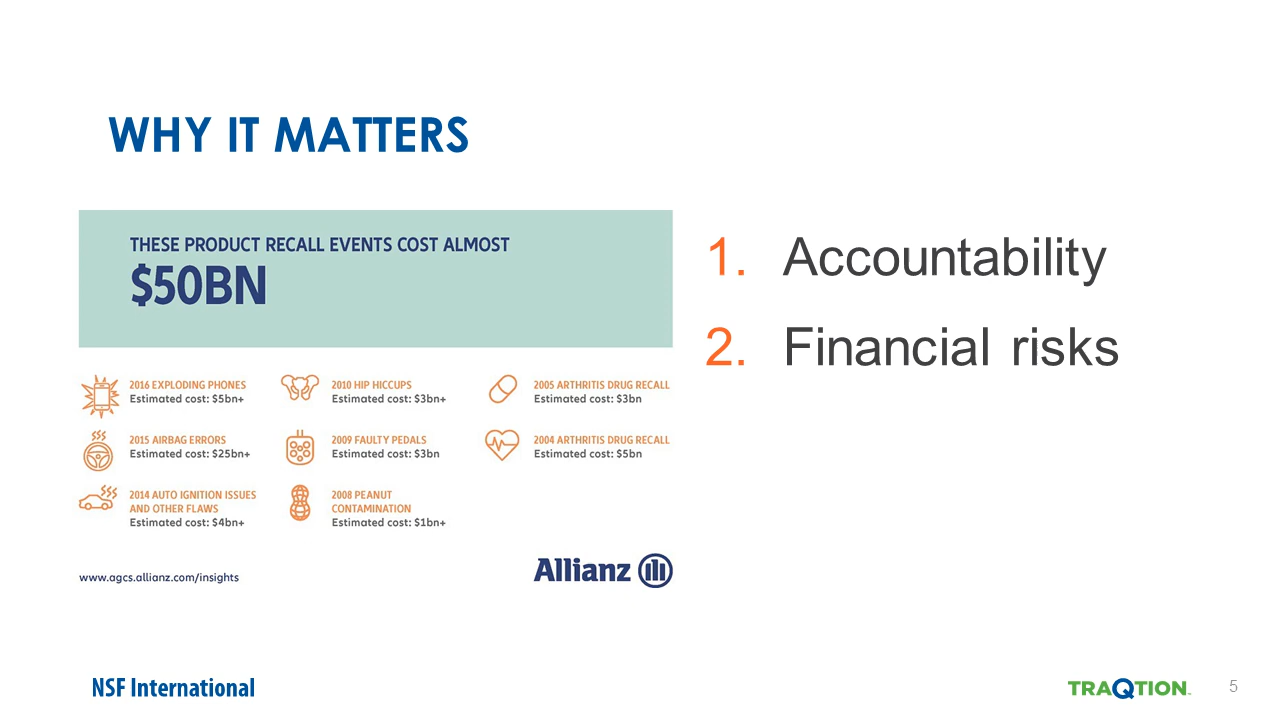 WHY IT MATTERS
THESE PRODUCT RECALL EVENTS COST ALMOST
$50BN
2016 EXPLODING PHONES
Estimated cost: $5bn+
2015 AIRBAG ERRORS
Estimated cost: $25bn+
2014 AUTO IGNITION ISSUES
AND OTHER FLAWS
Estimated cost: $4bn+
2010 HIP HICCUPS
Estimated cost: $3bn+
2009 FAULTY PEDALS
Estimated cost: $3bn
2008 PEANUT
CONTAMINATION
Estimated cost: $1bn+
2005 ARTHRITIS DRUG RECALL
Estimated cost: $3bn
2004 ARTHRITIS DRUG RECALL
Estimated cost: $5bn
www.agcs.allianz.com/insights
Allianz
1. Accountability
2. Financial risks
NSF International
TRAQTION
5